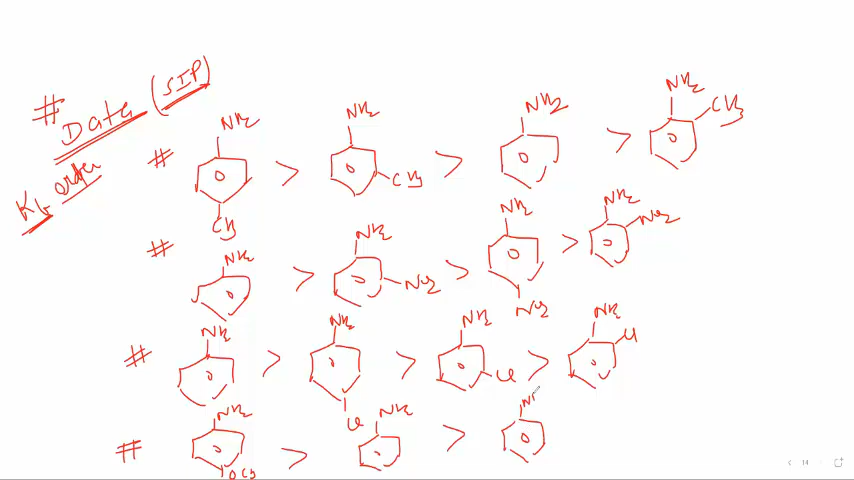 # Data (SIP)
Kb order
# NH2 > NH2 > NH2 > NH2
CH3 CH3 CH3
# NH2 > NH2 > NH2 > NH2
NO2 NO2 NO2
# NH2 > NH2 > NH2 > NH2
Cl Cl Cl
# NH2 > NH2 > N
OCH3
14